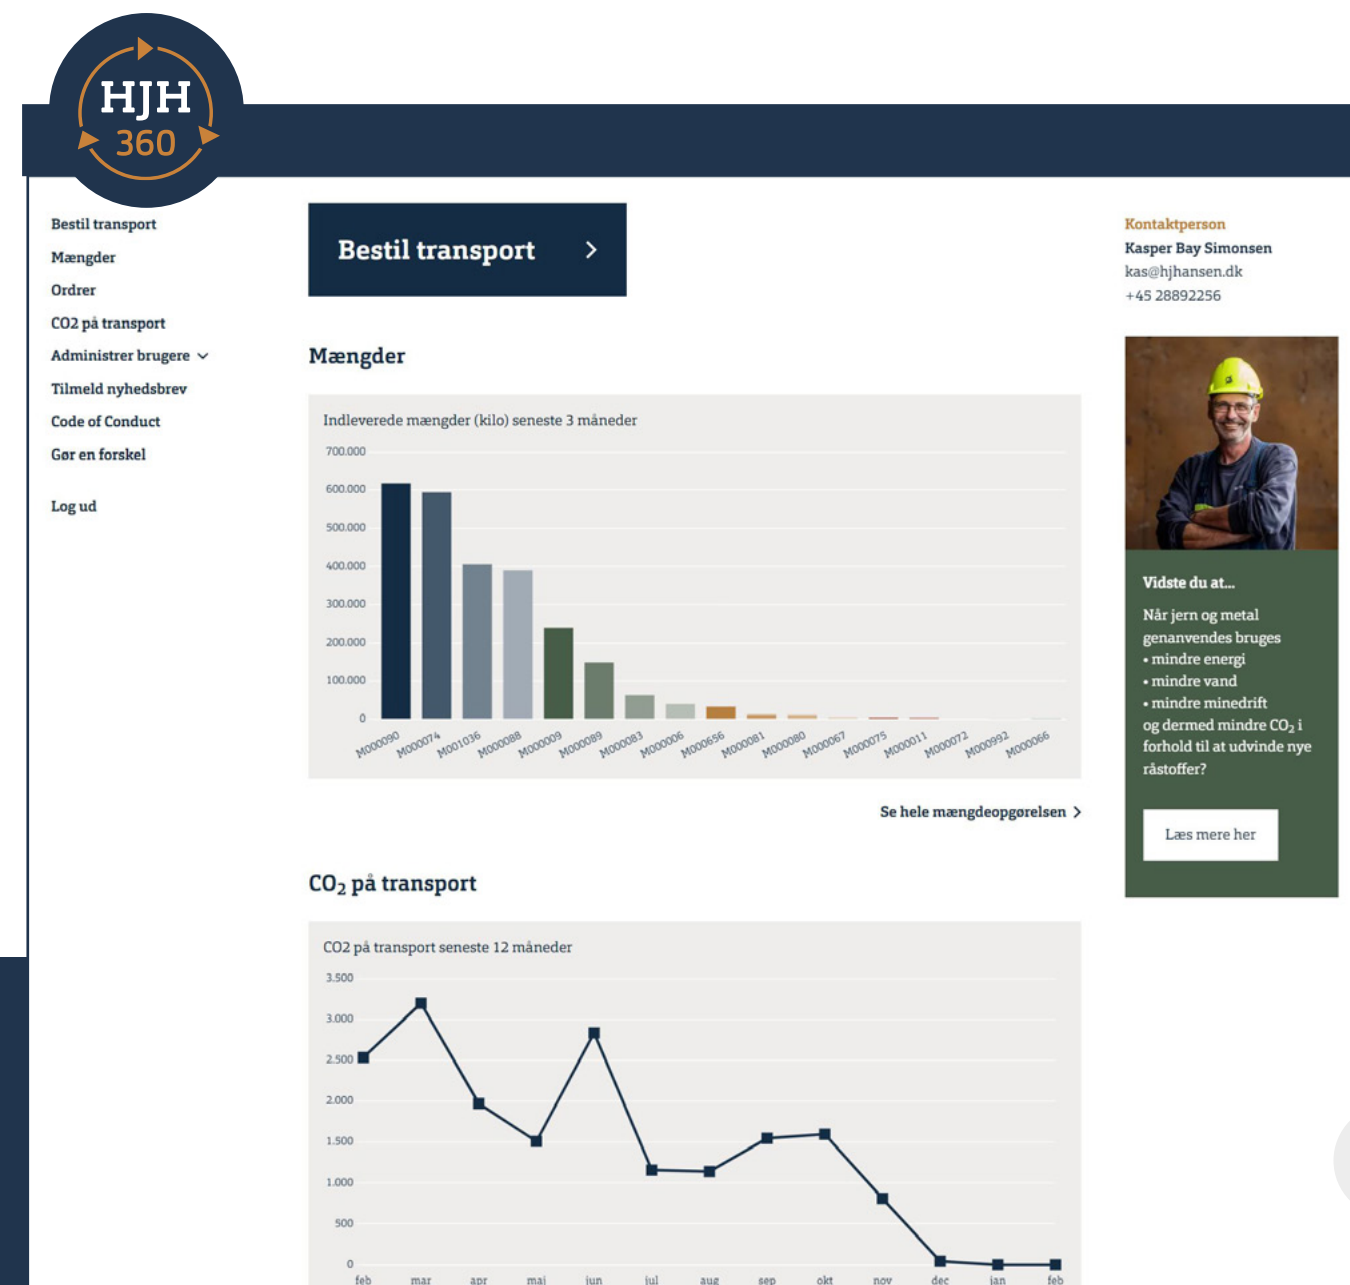 HJH
360
Bestil transport
Mængder
Ordrer
CO2 på transport
Administrer brugere
Tilmeld nyhedsbrev
Code of Conduct
Gør en forskel
Log ud
Bestil transport
Mængder
Indleverede mængder (kilo) seneste 3 måneder
700.000
600.000
500.000
400.000
300.000
200.000
100.000
0
M000090 M000074 M001036 M000088 M000009 M000089 M000083 M000006 M000656 M000081 M000080 M000067 M000075 M000011 M000072 M000992 M000066
Se hele mængdeopgørelsen
CO₂ på transport
CO2 på transport seneste 12 måneder
3.500
3.000
2.500
2.000
1.500
1.000
500
0
feb mar apr maj jun jul aug sep okt nov dec jan feb
Kontaktperson
Kasper Bay Simonsen
kas@hjhansen.dk
+45 28892256
Vidste du at...
Når jern og metal
genanvendes bruges
• mindre energi
• mindre vand
• mindre minedrift
og dermed mindre CO₂ i
forhold til at udvinde nye
råstoffer?
Læs mere her